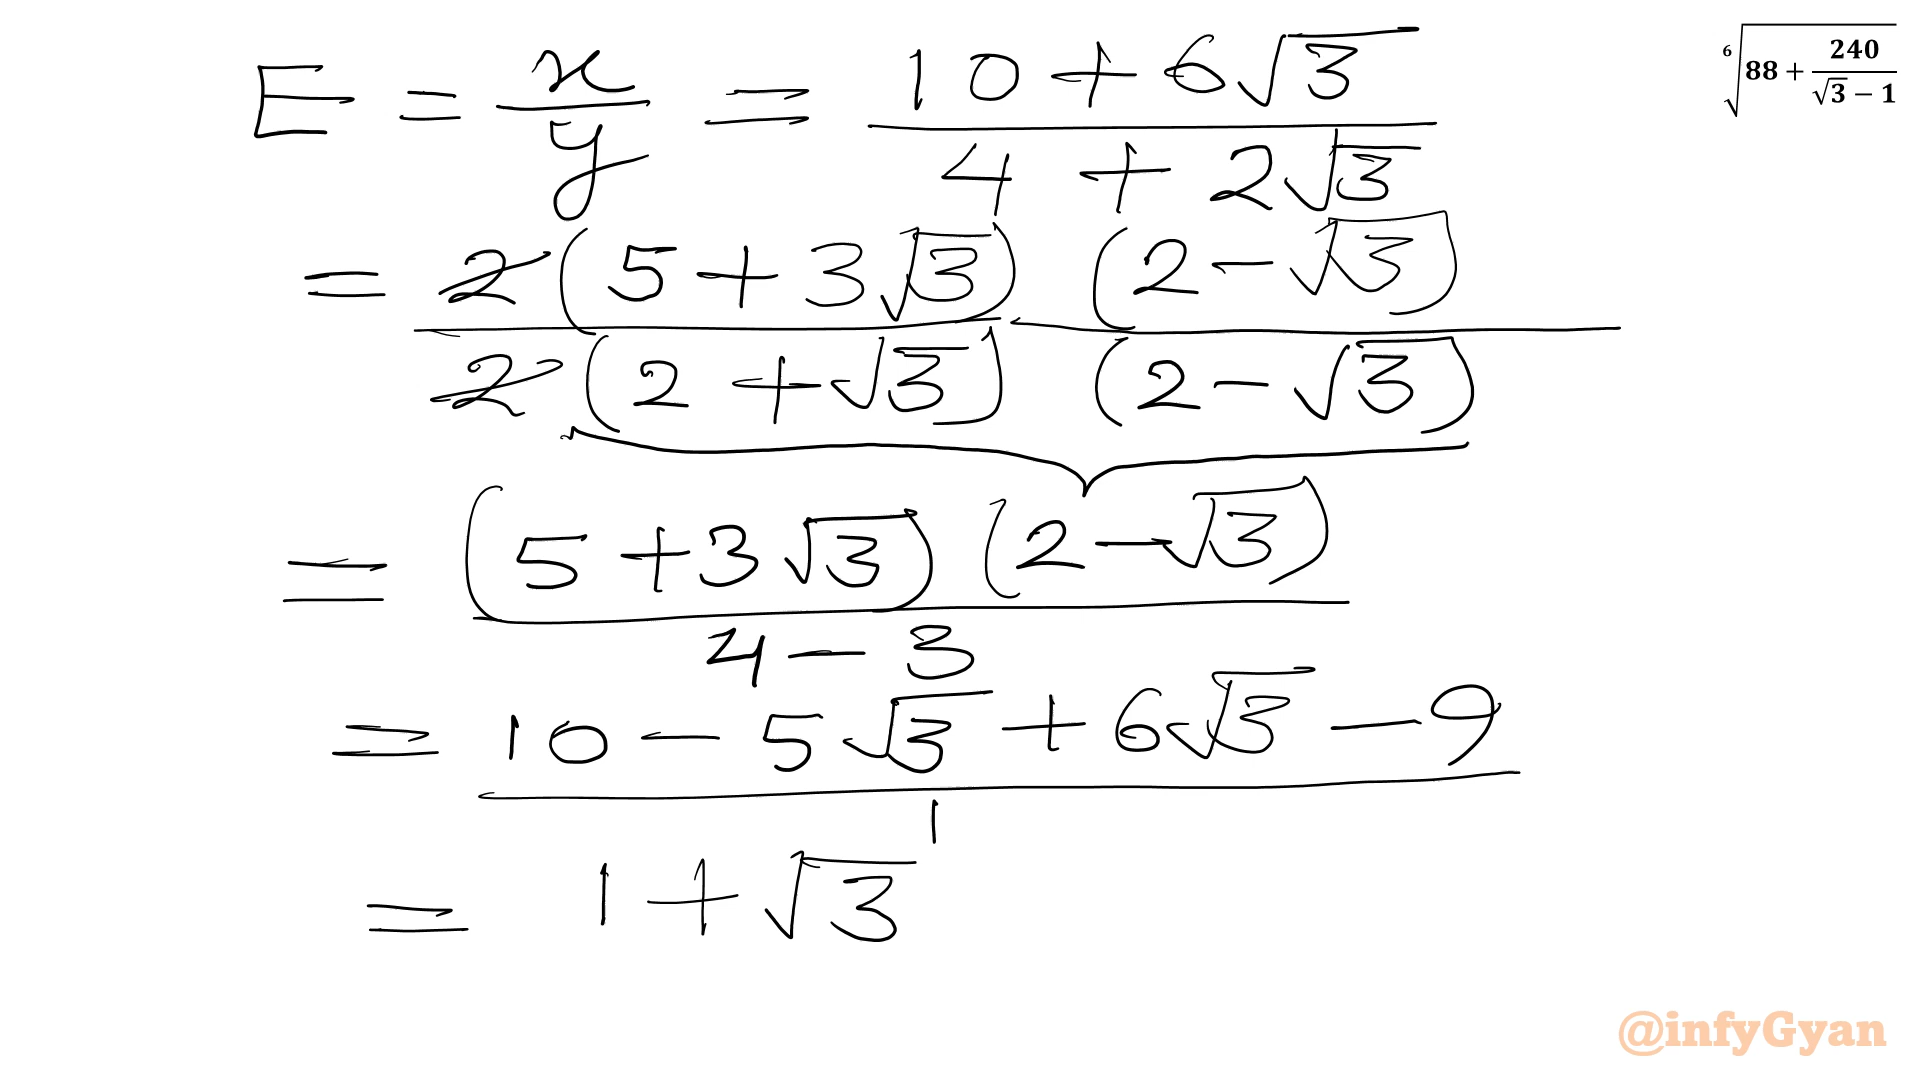 E = x/y = (10 + 6√3)/(4 + 2√3)
⁶√(88 + 240/(√3 − 1))
= 2(5 + 3√3)/2(2 + √3) · (2 − √3)/(2 − √3)
= (5 + 3√3)(2 − √3)/(4 − 3)
= (10 − 5√3 + 6√3 − 9)/1
= 1 + √3
@infyGyan